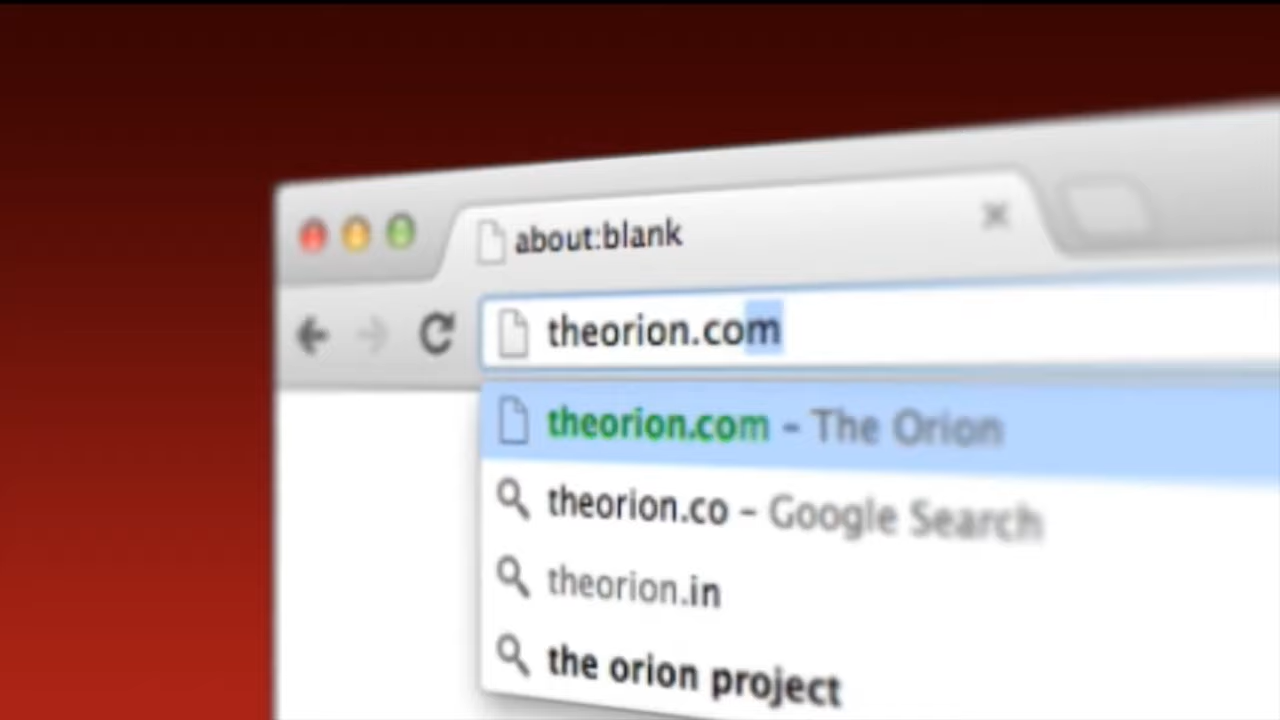 about:blank
theorion.com
theorion.com – The Orion
theorion.co – Google Search
theorion.in
the orion project